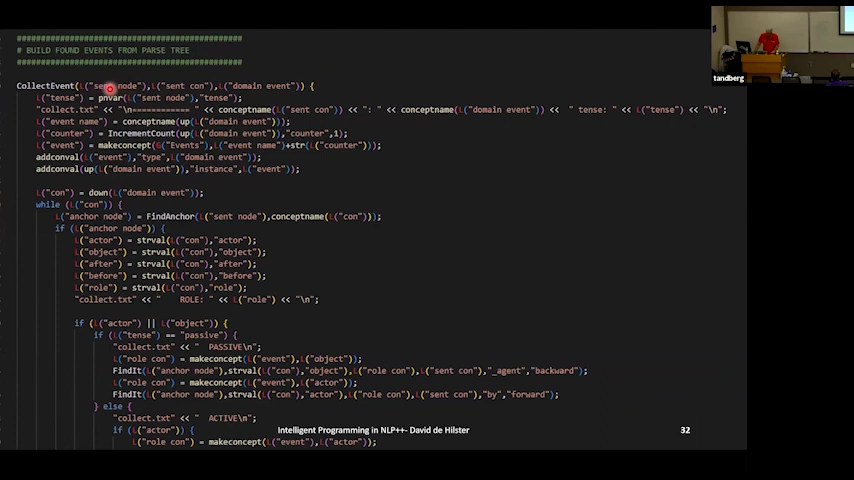 ##########################################
# BUILD FOUND EVENTS FROM PARSE TREE
##########################################
CollectEvent(L("sent node"),L("sent con"),L("domain event")) {
L("tense") = pnvar(L("sent node"),"tense");
"collect.txt" << "\n=========== " << conceptname(L("sent con")) << ": " << conceptname(L("domain event")) << " tense: " << L("tense") << "\n";
L("event name") = conceptname(up(L("domain event")));
L("counter") = IncrementCount(up(L("domain event")),"counter",1);
L("event") = makeconcept(G("Events"),L("event name")+str(L("counter")));
addconval(L("event"),"type",L("domain event"));
addconval(up(L("domain event")),"instance",L("event"));
L("con") = down(L("domain event"));
while (L("con")) {
L("anchor node") = FindAnchor(L("sent node"),conceptname(L("con")));
if (L("anchor node")) {
L("actor") = strval(L("con"),"actor");
L("object") = strval(L("con"),"object");
L("after") = strval(L("con"),"after");
L("before") = strval(L("con"),"before");
L("role") = strval(L("con"),"role");
"collect.txt" << "    ROLE: " << L("role") << "\n";
if (L("actor") || L("object")) {
if (L("tense") == "passive") {
"collect.txt" << "  PASSIVE\n";
L("role con") = makeconcept(L("event"),L("object"));
FindIt(L("anchor node"),strval(L("con"),"object"),L("role con"),L("sent con"),"_agent","backward");
L("role con") = makeconcept(L("event"),L("actor"));
FindIt(L("anchor node"),strval(L("con"),"actor"),L("role con"),L("sent con"),"by","forward");
} else {
"collect.txt" << "  ACTIVE\n";
if (L("actor")) {
L("role con") = makeconcept(L("event"),L("actor"));
Intelligent Programming in NLP++- David de Hilster
32
tandberg